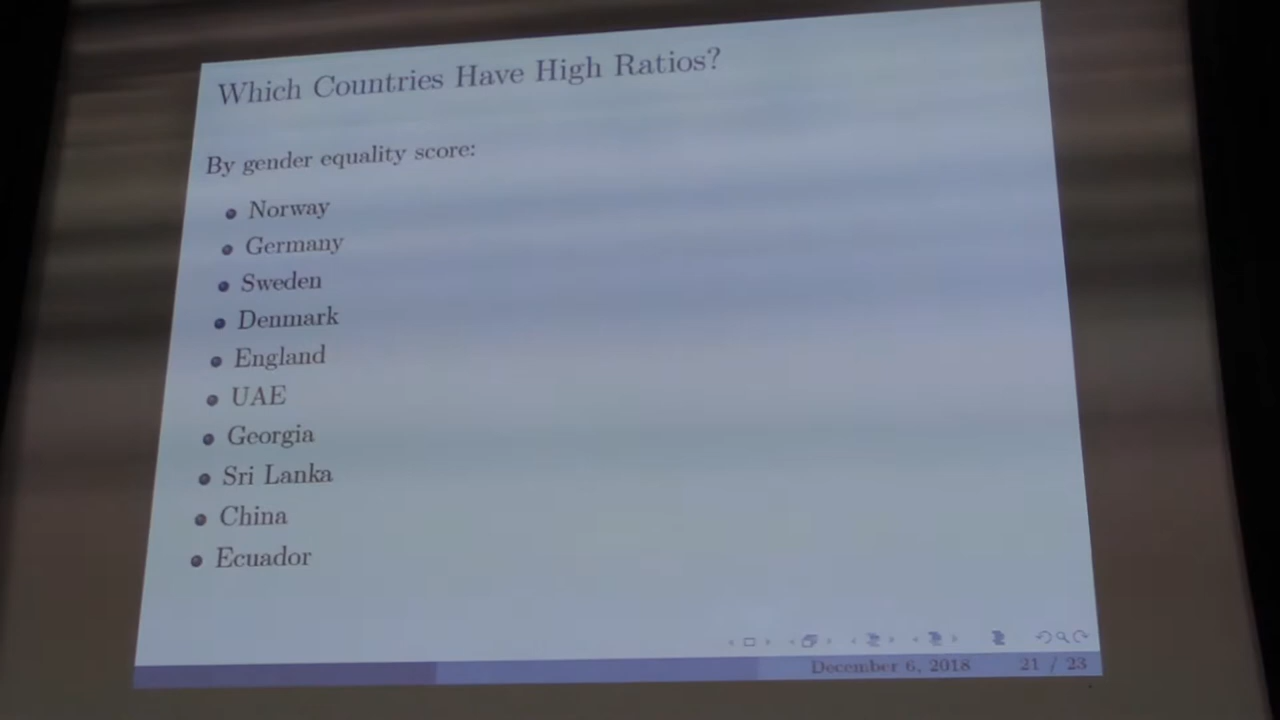 Which Countries Have High Ratios?
By gender equality score:
Norway
Germany
Sweden
Denmark
England
UAE
Georgia
Sri Lanka
China
Ecuador
December 6, 2018 21 / 23